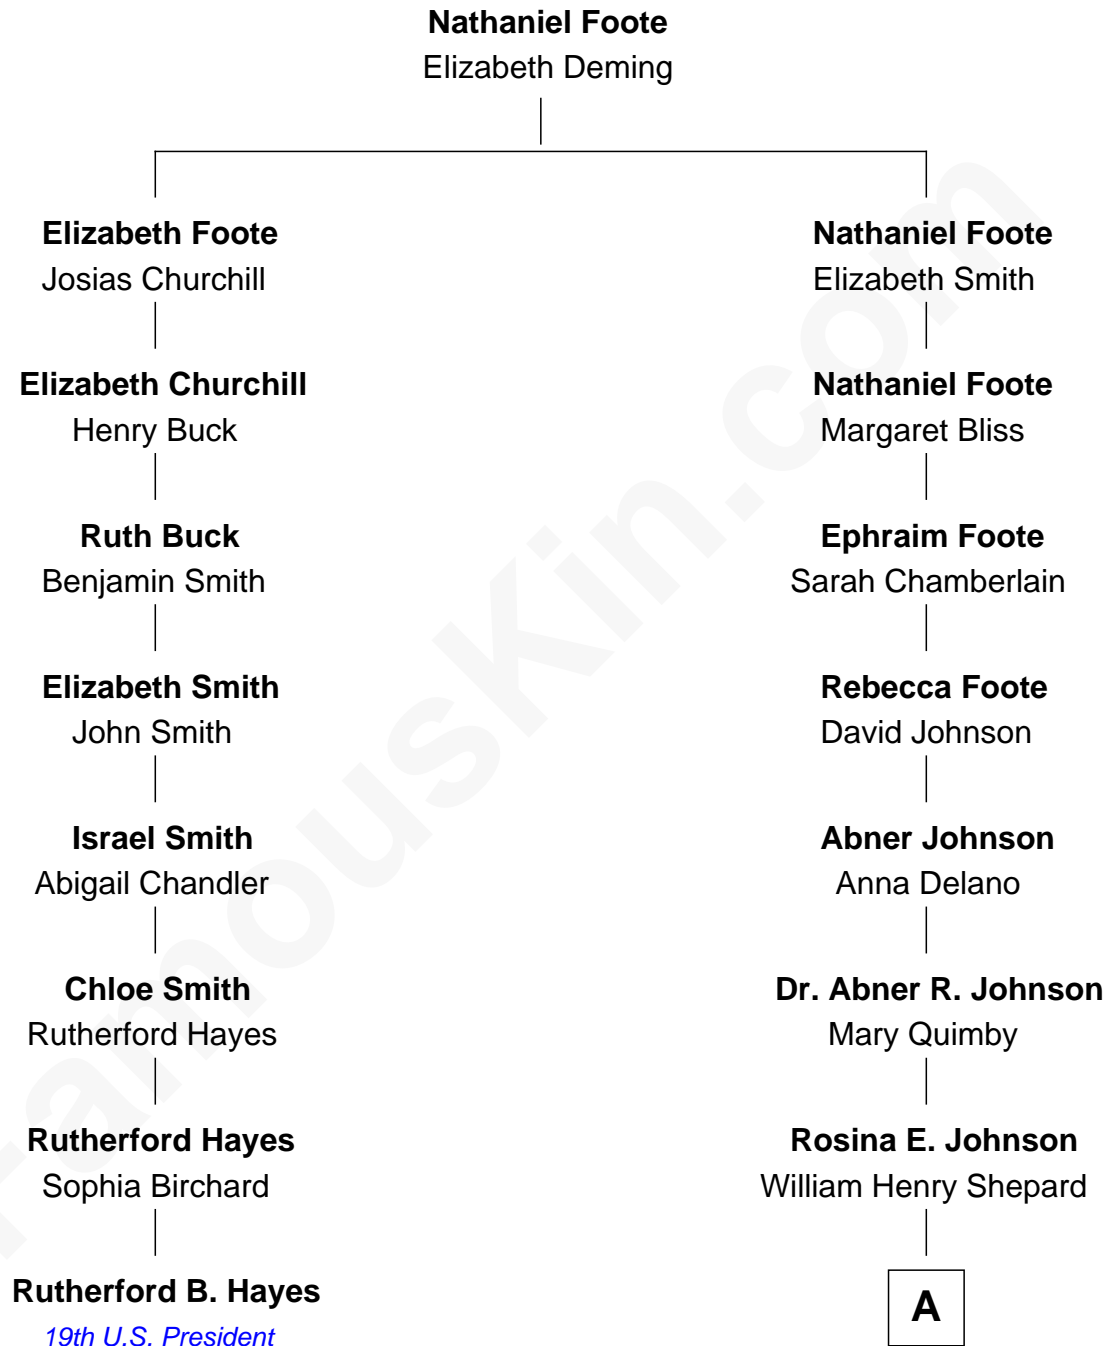 Nathaniel Foote
Elizabeth Deming
Elizabeth Foote
Josias Churchill
Nathaniel Foote
Elizabeth Smith
Elizabeth Churchill
Henry Buck
Nathaniel Foote
Margaret Bliss
Ruth Buck
Benjamin Smith
Ephraim Foote
Sarah Chamberlain
Elizabeth Smith
John Smith
Rebecca Foote
David Johnson
Israel Smith
Abigail Chandler
Abner Johnson
Anna Delano
Chloe Smith
Rutherford Hayes
Dr. Abner R. Johnson
Mary Quimby
Rutherford Hayes
Sophia Birchard
Rosina E. Johnson
William Henry Shepard
Rutherford B. Hayes
19th U.S. President
A
FamousKin.com